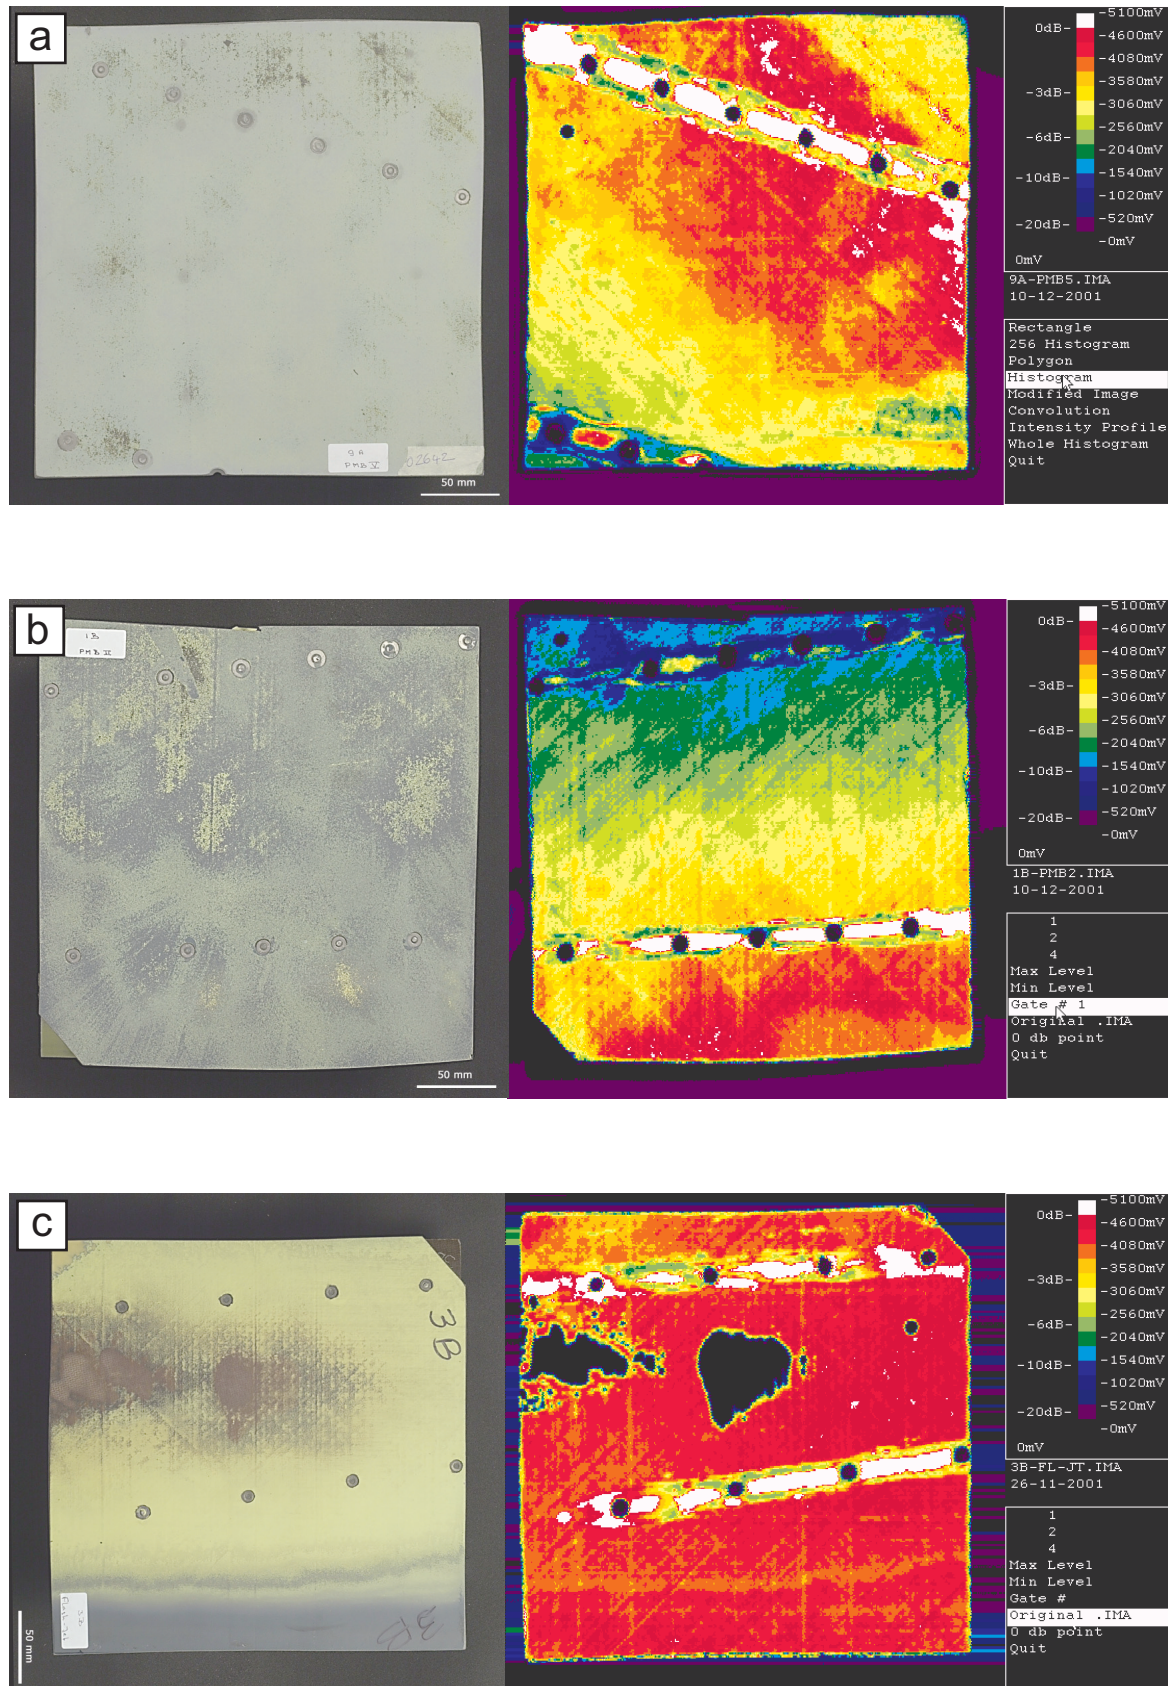 a
9 A
PMB V
02642
50 mm
-5100mV
0dB-
-4600mV
-4080mV
-3580mV
-3dB-
-3060mV
-2560mV
-6dB-
-2040mV
-1540mV
-10dB-
-1020mV
-520mV
-20dB-
-0mV
0mV
9A-PMB5.IMA
10-12-2001
Rectangle
256 Histogram
Polygon
Histogram
Modified Image
Convolution
Intensity Profile
Whole Histogram
Quit
b
1B
PMB II
50 mm
-5100mV
0dB-
-4600mV
-4080mV
-3580mV
-3dB-
-3060mV
-2560mV
-6dB-
-2040mV
-1540mV
-10dB-
-1020mV
-520mV
-20dB-
-0mV
0mV
1B-PMB2.IMA
10-12-2001
1
2
4
Max Level
Min Level
Gate # 1
Original .IMA
0 db point
Quit
c
3B
3B
Flash-Jet
3B
50 mm
-5100mV
0dB-
-4600mV
-4080mV
-3580mV
-3dB-
-3060mV
-2560mV
-6dB-
-2040mV
-1540mV
-10dB-
-1020mV
-520mV
-20dB-
-0mV
0mV
3B-FL-JT.IMA
26-11-2001
1
2
4
Max Level
Min Level
Gate #
Original .IMA
0 db point
Quit